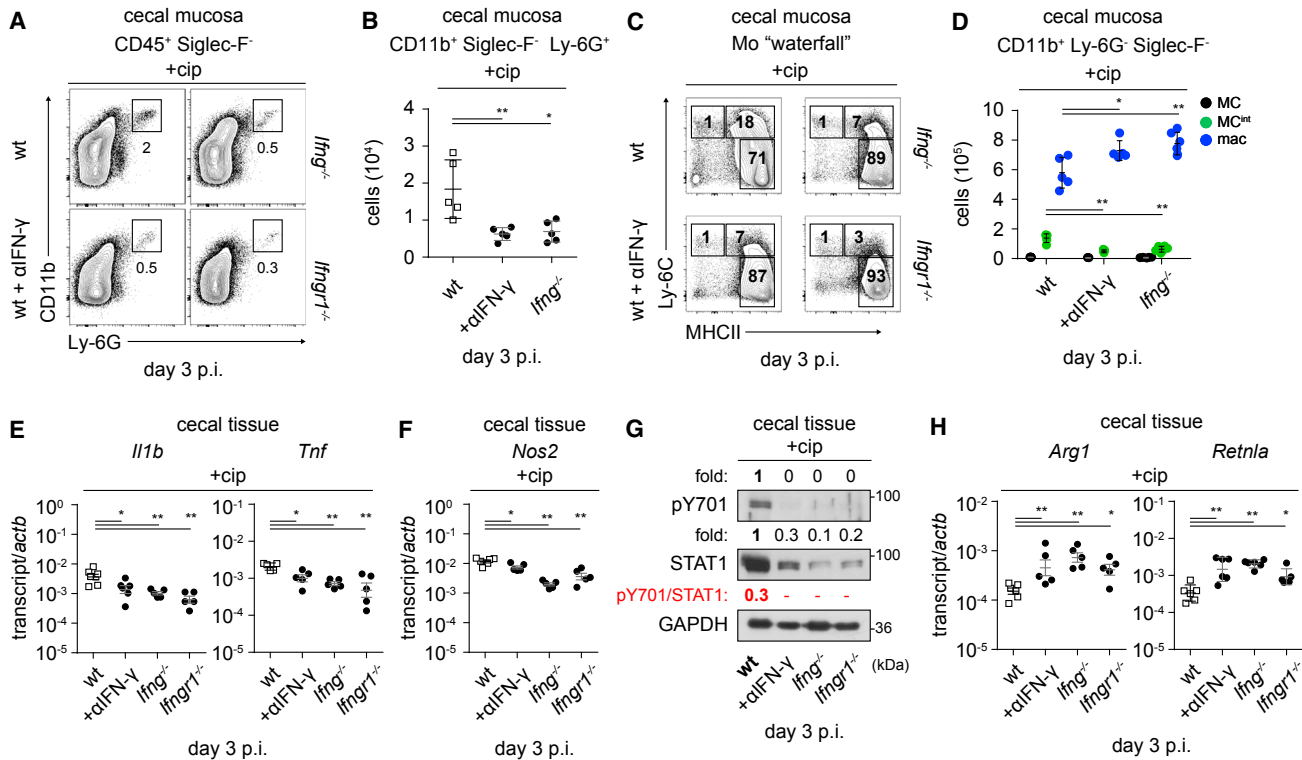 A
cecal mucosa
CD45⁺ Siglec-F⁻
+cip
wt
wt + αIFN-γ
CD11b
2
0.5
0.5
0.3
Ifng⁻/⁻
Ifngr1⁻/⁻
Ly-6G
day 3 p.i.
B
cecal mucosa
CD11b⁺ Siglec-F⁻ Ly-6G⁺
+cip
cells (10⁴)
4
3
2
1
0
**
*
wt
+αIFN-γ
Ifng⁻/⁻
day 3 p.i.
C
cecal mucosa
Mo "waterfall"
+cip
wt
wt + αIFN-γ
Ly-6C
1 18
71
1 7
89
1 7
87
1 3
93
Ifng⁻/⁻
Ifngr1⁻/⁻
MHCII
day 3 p.i.
D
cecal mucosa
CD11b⁺ Ly-6G⁻ Siglec-F⁻
+cip
cells (10⁵)
10
8
6
4
2
0
*
**
**
**
MC
MCⁱⁿᵗ
mac
wt
+αIFN-γ
Ifng⁻/⁻
day 3 p.i.
E
cecal tissue
Il1b
Tnf
+cip
transcript/actb
10⁰
10⁻¹
10⁻²
10⁻³
10⁻⁴
10⁻⁵
* ** **
10⁻¹
10⁻²
10⁻³
10⁻⁴
10⁻⁵
* ** **
wt
+αIFN-γ
Ifng⁻/⁻
Ifngr1⁻/⁻
wt
+αIFN-γ
Ifng⁻/⁻
Ifngr1⁻/⁻
day 3 p.i.
F
cecal tissue
Nos2
+cip
transcript/actb
10⁰
10⁻¹
10⁻²
10⁻³
10⁻⁴
10⁻⁵
* ** **
wt
+αIFN-γ
Ifng⁻/⁻
Ifngr1⁻/⁻
day 3 p.i.
G
cecal tissue
+cip
fold: 1 0 0 0
pY701
100
fold: 1 0.3 0.1 0.2
STAT1
100
pY701/STAT1: 0.3 - - -
GAPDH
36
(kDa)
wt
+αIFN-γ
Ifng⁻/⁻
Ifngr1⁻/⁻
day 3 p.i.
H
cecal tissue
Arg1
Retnla
+cip
transcript/actb
10⁻²
10⁻³
10⁻⁴
10⁻⁵
** ** *
10⁻¹
10⁻²
10⁻³
10⁻⁴
10⁻⁵
** ** *
wt
+αIFN-γ
Ifng⁻/⁻
Ifngr1⁻/⁻
wt
+αIFN-γ
Ifng⁻/⁻
Ifngr1⁻/⁻
day 3 p.i.